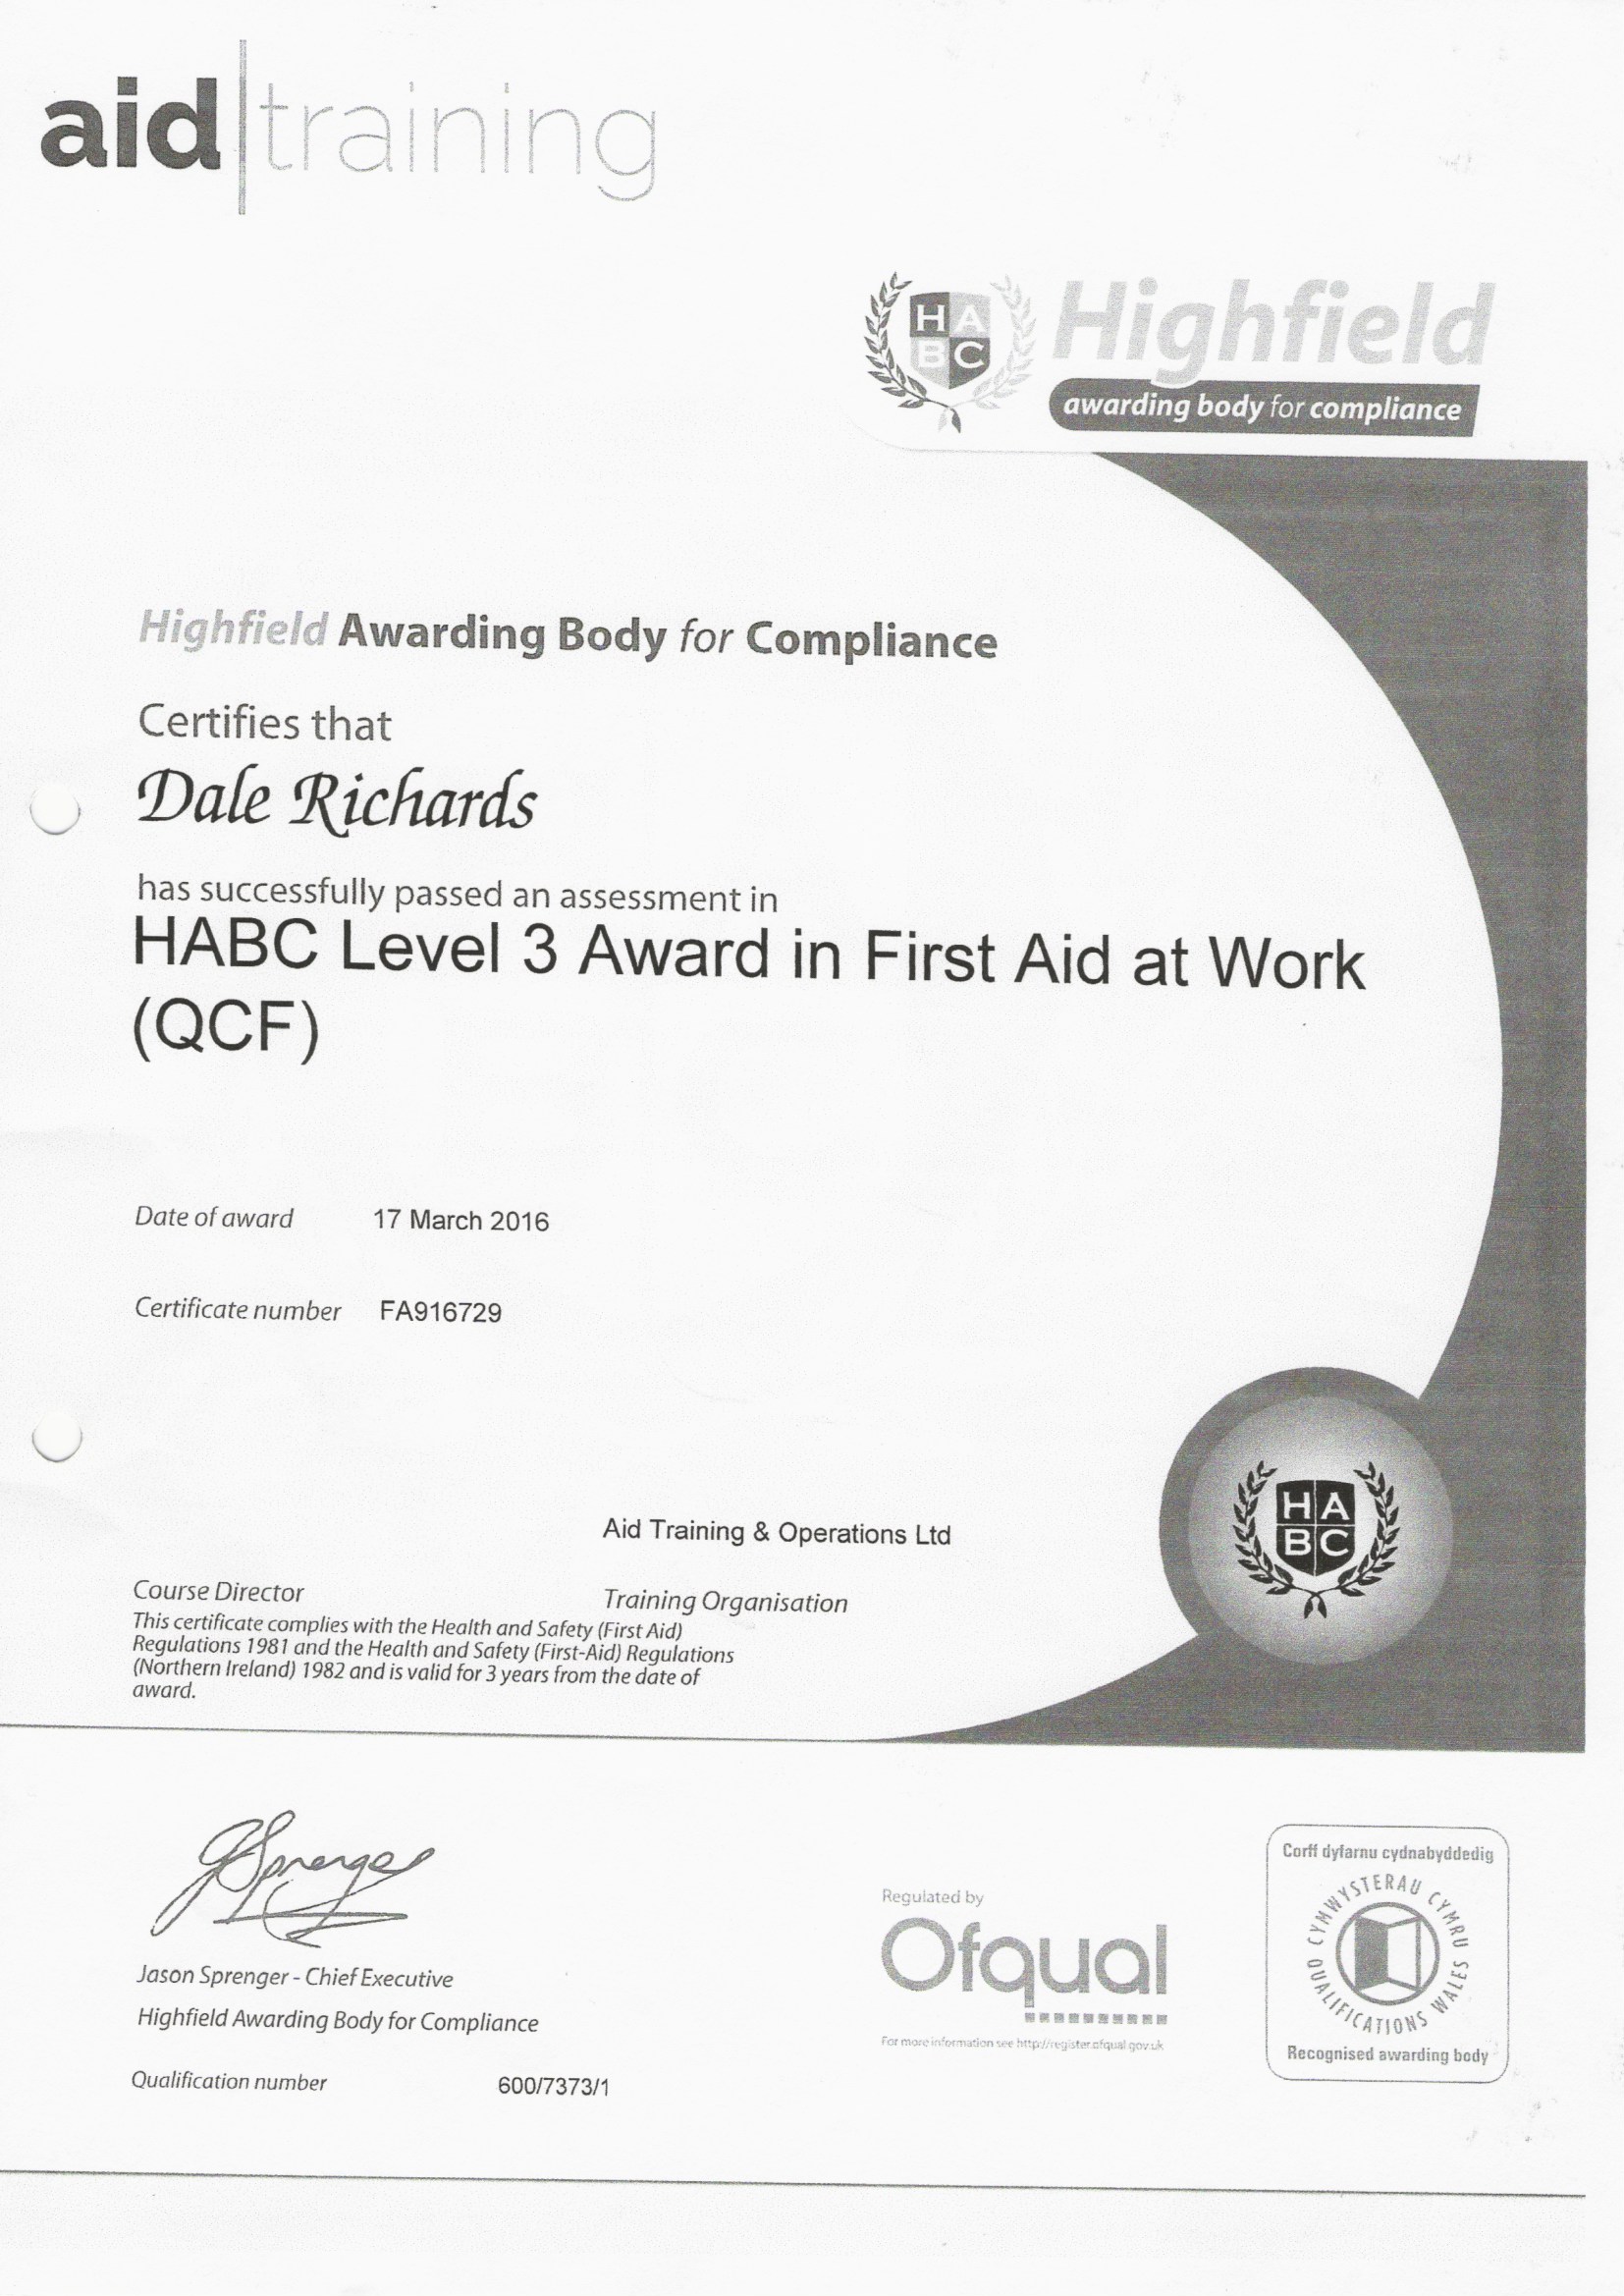 aid training
HABC
Highfield
awarding body for compliance
Highfield Awarding Body for Compliance
Certifies that
Dale Richards
has successfully passed an assessment in
HABC Level 3 Award in First Aid at Work
(QCF)
Date of award 17 March 2016
Certificate number FA916729
Aid Training & Operations Ltd
Course Director Training Organisation
This certificate complies with the Health and Safety (First Aid)
Regulations 1981 and the Health and Safety (First-Aid) Regulations
(Northern Ireland) 1982 and is valid for 3 years from the date of
award.
HA
BC
JSprenger
Jason Sprenger - Chief Executive
Highfield Awarding Body for Compliance
Qualification number 600/7373/1
Regulated by
Ofqual
For more information see http://register.ofqual.gov.uk
Corff dyfarnu cydnabyddedig
CYMWYSTERAU CYMRU
QUALIFICATIONS WALES
Recognised awarding body